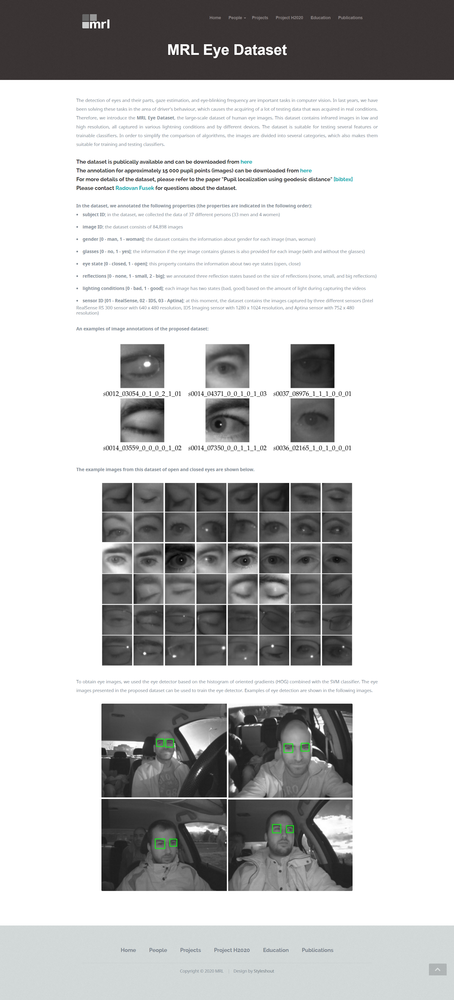 mrl
Home People Projects Project H2020 Education Publications
MRL Eye Dataset
The detection of eyes and their parts, gaze estimation, and eye-blinking frequency are important tasks in computer vision. In last years, we have
been solving these tasks in the area of driver's behaviour, which causes the acquiring of a lot of testing data that was acquired in real conditions.
Therefore, we introduce the MRL Eye Dataset, the large-scale dataset of human eye images. This dataset contains infrared images in low and
high resolution, all captured in various lightning conditions and by different devices. The dataset is suitable for testing several features or
trainable classifiers. In order to simplify the comparison of algorithms, the images are divided into several categories, which also makes them
suitable for training and testing classifiers.
The dataset is publically available and can be downloaded from here
The annotation for approximately 15 000 pupil points (images) can be downloaded from here
For more details of the dataset, please refer to the paper "Pupil localization using geodesic distance" [bibtex]
Please contact Radovan Fusek for questions about the dataset.
In the dataset, we annotated the following properties (the properties are indicated in the following order):
• subject ID; in the dataset, we collected the data of 37 different persons (33 men and 4 women)
• image ID; the dataset consists of 84,898 images
• gender [0 - man, 1 - woman]; the dataset contains the information about gender for each image (man, woman)
• glasses [0 - no, 1 - yes]; the information if the eye image contains glasses is also provided for each image (with and without the glasses)
• eye state [0 - closed, 1 - open]; this property contains the information about two eye states (open, close)
• reflections [0 - none, 1 - small, 2 - big]; we annotated three reflection states based on the size of reflections (none, small, and big reflections)
• lighting conditions [0 - bad, 1 - good]; each image has two states (bad, good) based on the amount of light during capturing the videos
• sensor ID [01 - RealSense, 02 - IDS, 03 - Aptina]; at this moment, the dataset contains the images captured by three different sensors (Intel
RealSense RS 300 sensor with 640 x 480 resolution, IDS Imaging sensor with 1280 x 1024 resolution, and Aptina sensor with 752 x 480
resolution)
An examples of image annotations of the proposed dataset:
s0012_03054_0_1_0_2_1_01 s0014_04371_0_0_1_0_1_03 s0037_08976_1_1_1_0_0_01
s0014_03559_0_0_0_0_1_02 s0014_07350_0_0_1_1_1_02 s0036_02165_1_0_1_0_0_01
The example images from this dataset of open and closed eyes are shown below.
To obtain eye images, we used the eye detector based on the histogram of oriented gradients (HOG) combined with the SVM classifier. The eye
images presented in the proposed dataset can be used to train the eye detector. Examples of eye detection are shown in the following images.
Home People Projects Project H2020 Education Publications
Copyright © 2020 MRL | Design by Styleshout